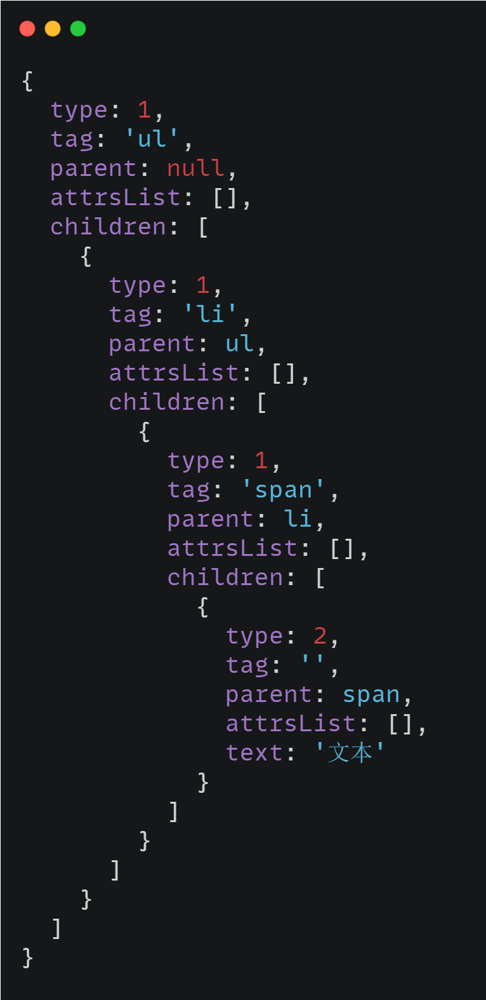 {
  type: 1,
  tag: 'ul',
  parent: null,
  attrsList: [],
  children: [
    {
      type: 1,
      tag: 'li',
      parent: ul,
      attrsList: [],
      children: [
        {
          type: 1,
          tag: 'span',
          parent: li,
          attrsList: [],
          children: [
            {
              type: 2,
              tag: '',
              parent: span,
              attrsList: [],
              text: '文本'
            }
          ]
        }
      ]
    }
  ]
}